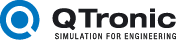 QTronic
SIMULATION FOR ENGINEERING